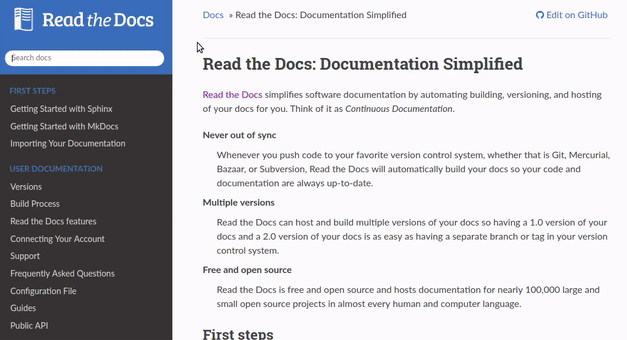 Read the Docs
Search docs
FIRST STEPS
Getting Started with Sphinx
Getting Started with MkDocs
Importing Your Documentation
USER DOCUMENTATION
Versions
Build Process
Read the Docs features
Connecting Your Account
Support
Frequently Asked Questions
Configuration File
Guides
Public API
Docs » Read the Docs: Documentation Simplified
Edit on GitHub
Read the Docs: Documentation Simplified
Read the Docs simplifies software documentation by automating building, versioning, and hosting
of your docs for you. Think of it as Continuous Documentation.
Never out of sync
Whenever you push code to your favorite version control system, whether that is Git, Mercurial,
Bazaar, or Subversion, Read the Docs will automatically build your docs so your code and
documentation are always up-to-date.
Multiple versions
Read the Docs can host and build multiple versions of your docs so having a 1.0 version of your
docs and a 2.0 version of your docs is as easy as having a separate branch or tag in your version
control system.
Free and open source
Read the Docs is free and open source and hosts documentation for nearly 100,000 large and
small open source projects in almost every human and computer language.
First steps